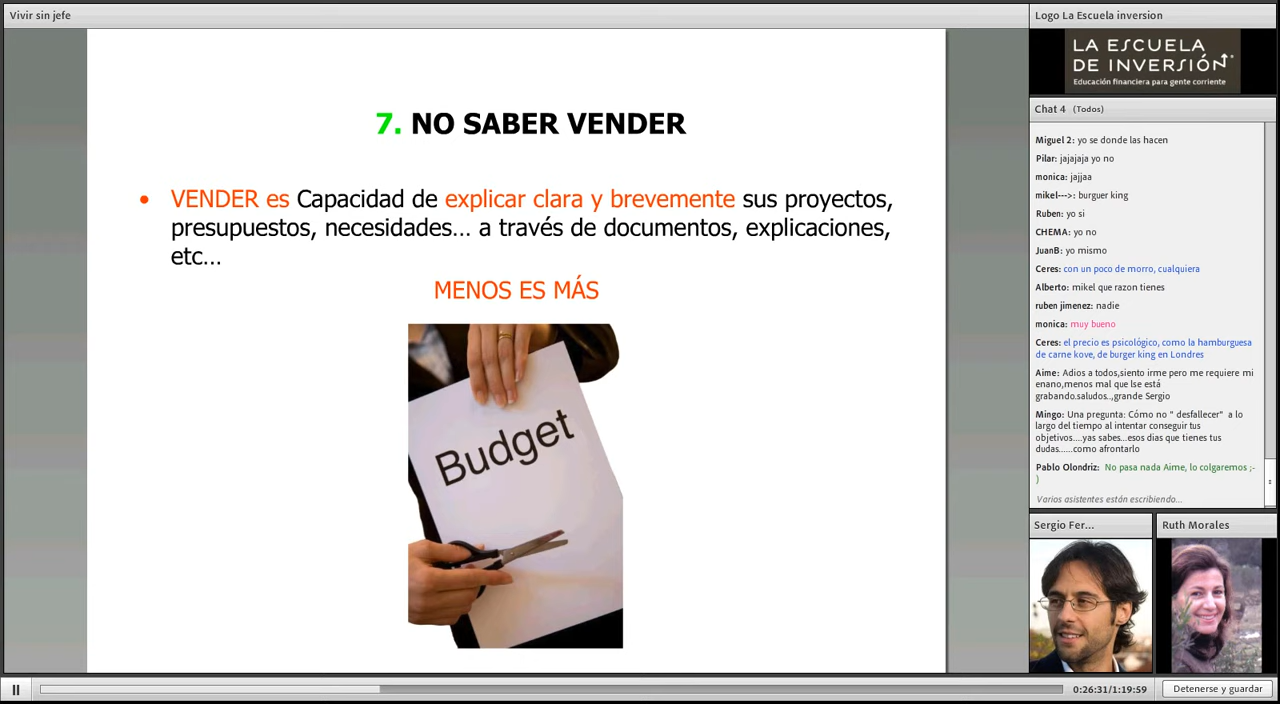 Vivir sin jefe
7. NO SABER VENDER
• VENDER es Capacidad de explicar clara y brevemente sus proyectos,
presupuestos, necesidades... a través de documentos, explicaciones,
etc...
MENOS ES MÁS
Budget
Logo La Escuela inversion
LA ESCUELA
DE INVERSIÓN
Educación financiera para gente corriente
Chat 4 (Todos)
Miguel 2: yo se donde las hacen
Pilar: jajajaja yo no
monica: jajjaa
mikel--->: burguer king
Ruben: yo si
CHEMA: yo no
JuanB: yo mismo
Ceres: con un poco de morro, cualquiera
Alberto: mikel que razon tienes
ruben jimenez: nadie
monica: muy bueno
Ceres: el precio es psicológico, como la hamburguesa
de carne kove, de burger king en Londres
Aime: Adios a todos,siento irme pero me requiere mi
enano,menos mal que lse está
grabando.saludos..,grande Sergio
Mingo: Una pregunta: Cómo no " desfallecer" a lo
largo del tiempo al intentar conseguir tus
objetivos....yas sabes...esos dias que tienes tus
dudas......como afrontarlo
Pablo Olondriz: No pasa nada Aime, lo colgaremos ;-
)
Varios asistentes están escribiendo...
Sergio Fer...
Ruth Morales
0:26:31/1:19:59
Detenerse y guardar